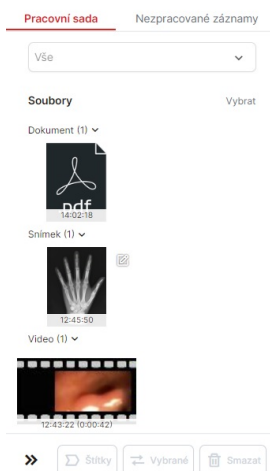 Pracovní sada Nezpracované záznamy
Vše
Soubory Vybrat
Dokument (1)
pdf
14:02:18
Snímek (1)
12:45:50
Video (1)
12:43:22 (0:00:42)
Štítky Vybrané Smazat